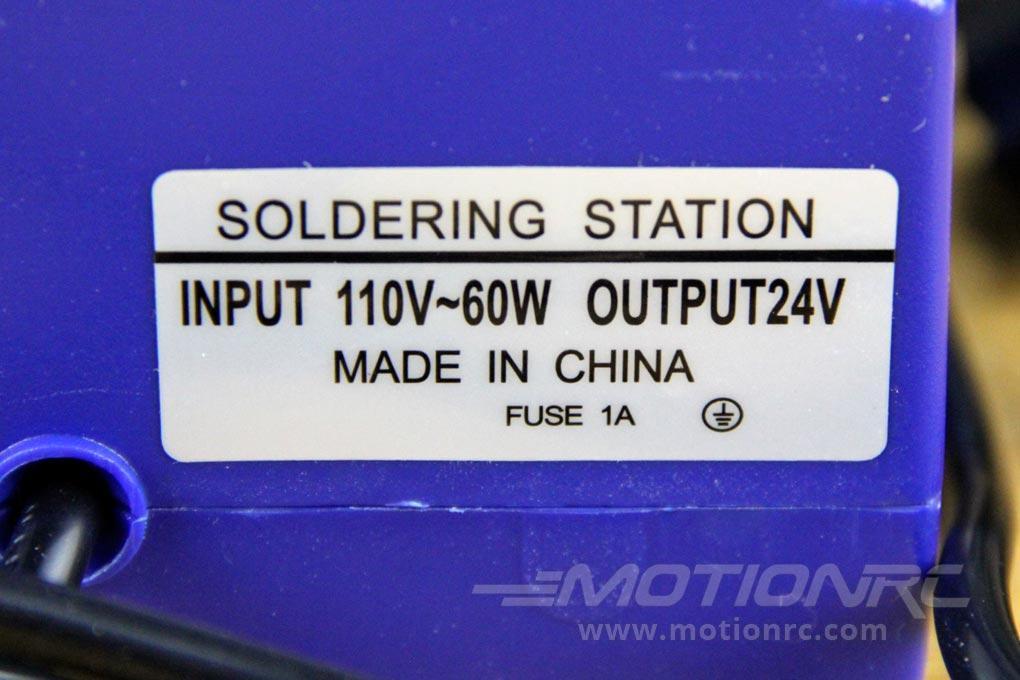 SOLDERING STATION
INPUT 110V~60W OUTPUT24V
MADE IN CHINA
FUSE 1A
MOTIONRC
www.motionrc.com